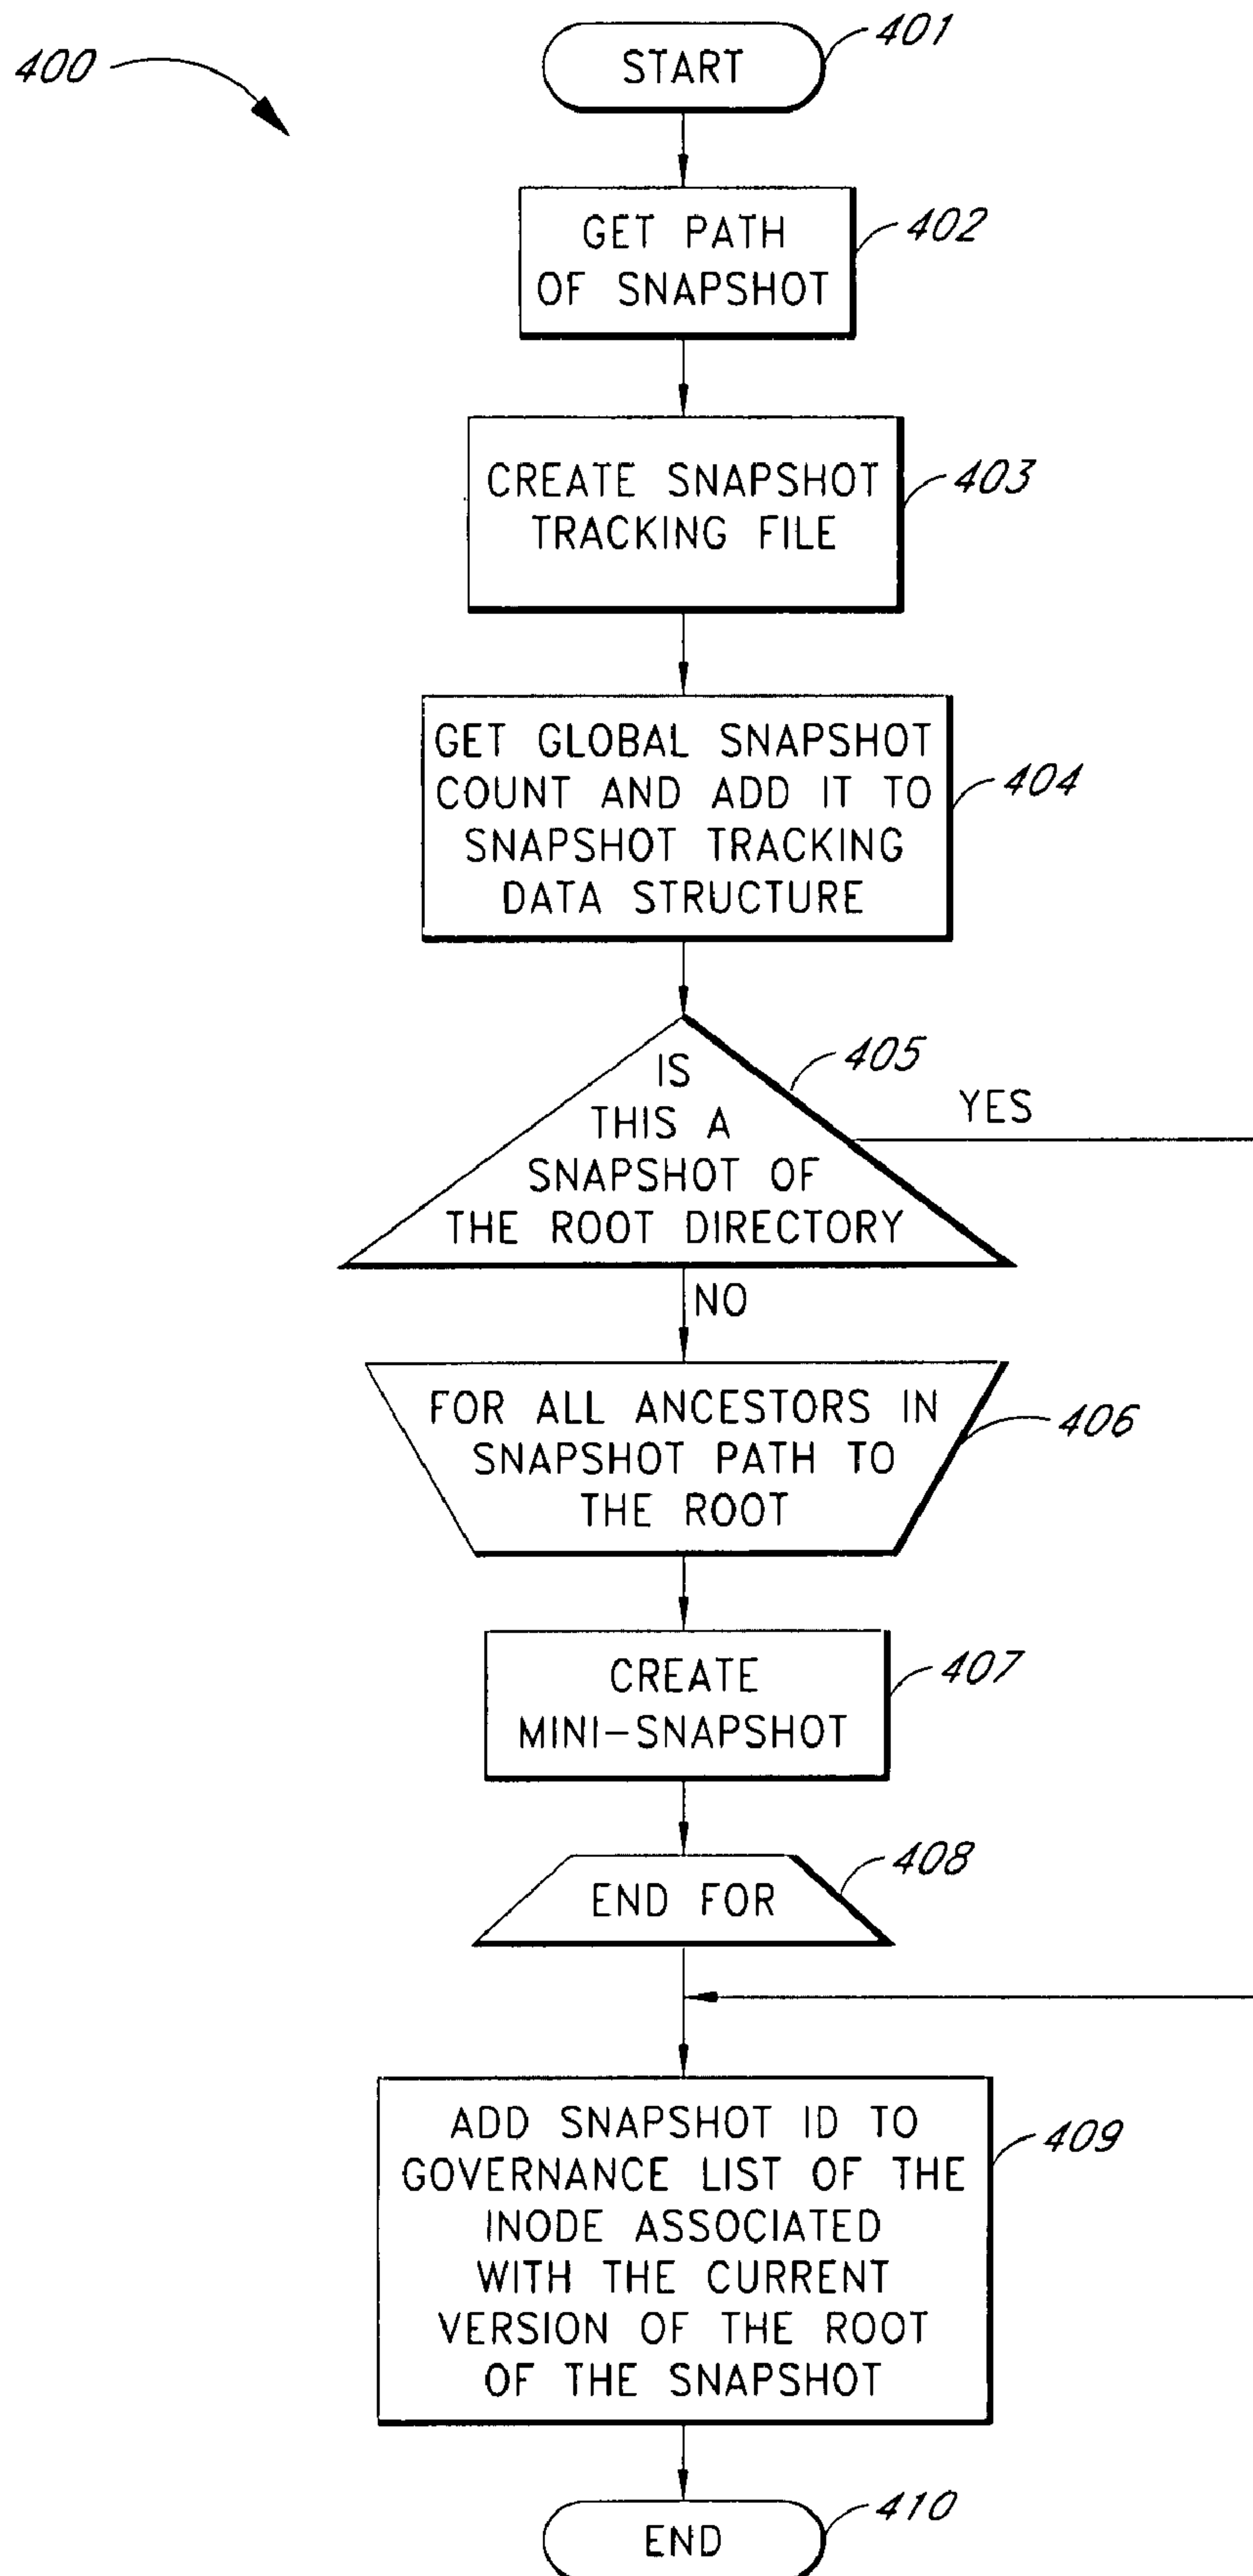 400
START
401
GET PATH
OF SNAPSHOT
402
CREATE SNAPSHOT
TRACKING FILE
403
GET GLOBAL SNAPSHOT
COUNT AND ADD IT TO
SNAPSHOT TRACKING
DATA STRUCTURE
404
IS
THIS A
SNAPSHOT OF
THE ROOT DIRECTORY
405
YES
NO
FOR ALL ANCESTORS IN
SNAPSHOT PATH TO
THE ROOT
406
CREATE
MINI-SNAPSHOT
407
END FOR
408
ADD SNAPSHOT ID TO
GOVERNANCE LIST OF THE
INODE ASSOCIATED
WITH THE CURRENT
VERSION OF THE ROOT
OF THE SNAPSHOT
409
END
410